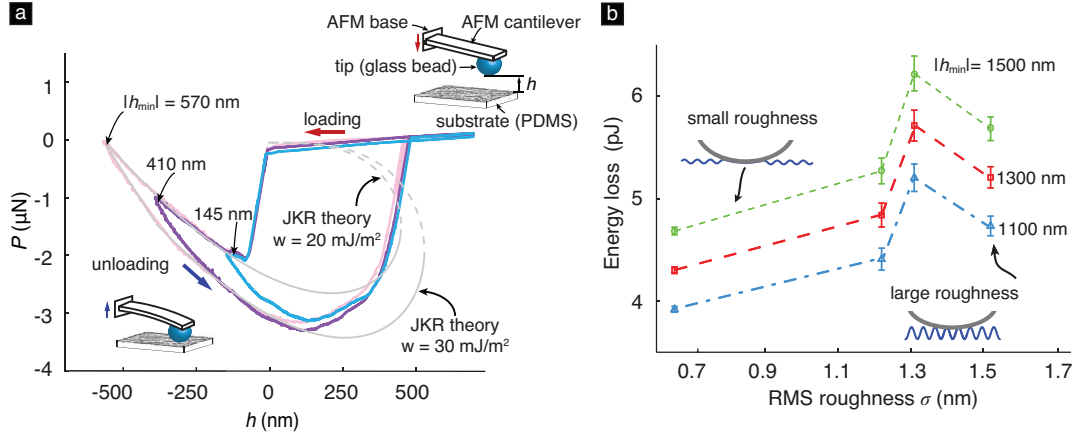 a
AFM base
AFM cantilever
tip (glass bead)
h
substrate (PDMS)
|hmin| = 570 nm
410 nm
145 nm
loading
unloading
JKR theory
w = 20 mJ/m²
JKR theory
w = 30 mJ/m²
1
0
-1
-2
-3
-4
P (µN)
-500
-250
0
250
500
h (nm)
b
|hmin|= 1500 nm
1300 nm
1100 nm
small roughness
large roughness
6
5
4
Energy loss (pJ)
0.7
0.9
1.1
1.3
1.5
1.7
RMS roughness σ (nm)